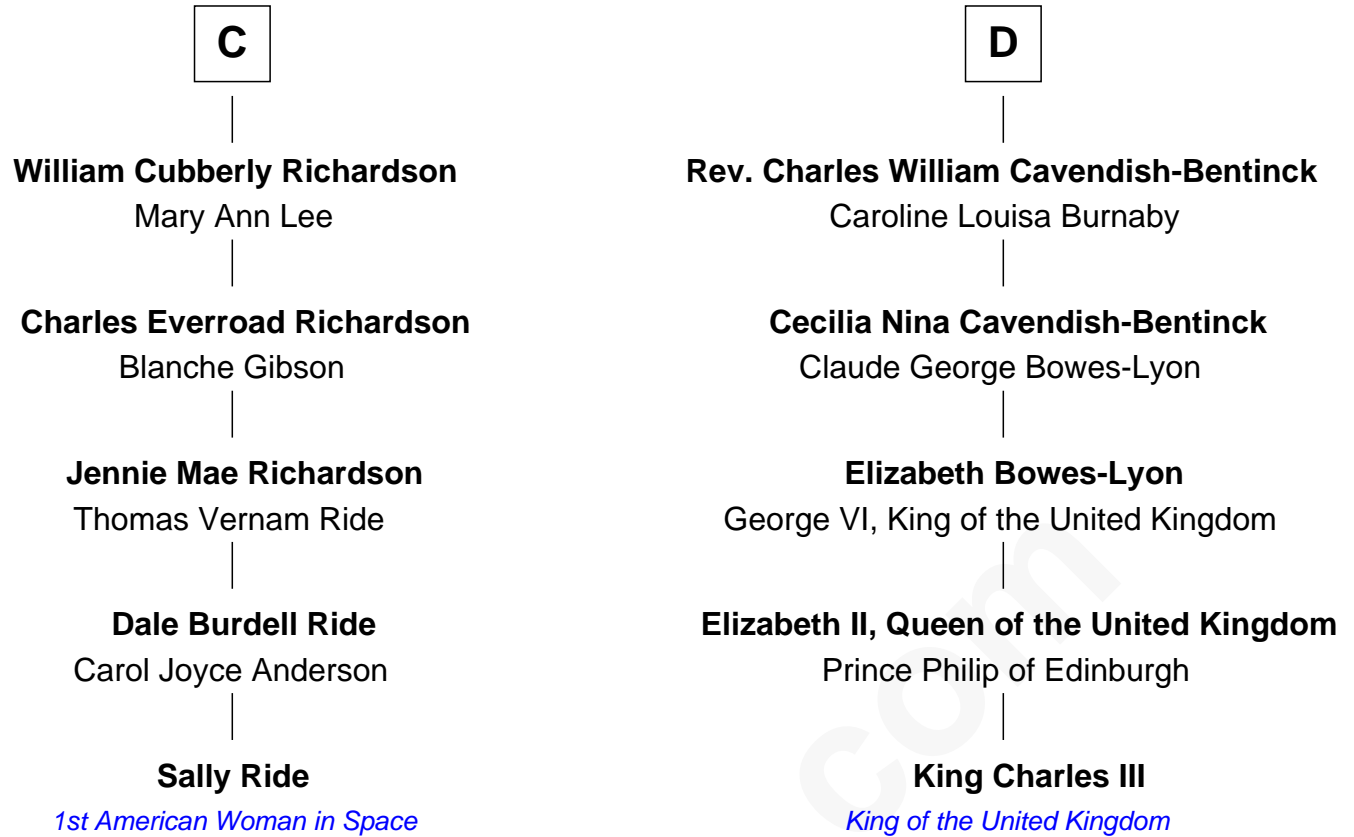 C
William Cubberly Richardson
Mary Ann Lee
Charles Everroad Richardson
Blanche Gibson
Jennie Mae Richardson
Thomas Vernam Ride
Dale Burdell Ride
Carol Joyce Anderson
Sally Ride
1st American Woman in Space
D
Rev. Charles William Cavendish-Bentinck
Caroline Louisa Burnaby
Cecilia Nina Cavendish-Bentinck
Claude George Bowes-Lyon
Elizabeth Bowes-Lyon
George VI, King of the United Kingdom
Elizabeth II, Queen of the United Kingdom
Prince Philip of Edinburgh
King Charles III
King of the United Kingdom
com